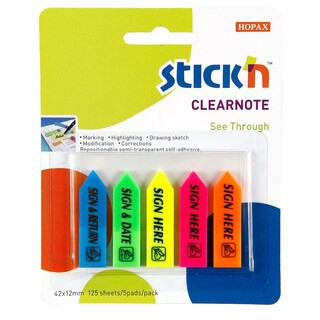 HOPAX
STICK'n™
CLEARNOTE
See Through
•Marking •Highlighting •Drawing sketch
•Modification •Corrections
Repositionable semi-transparent self-adhesive.
SIGN & RETURN
SIGN & DATE
SIGN HERE
SIGN HERE
SIGN HERE
42x12mm 125 sheets/5pads/pack